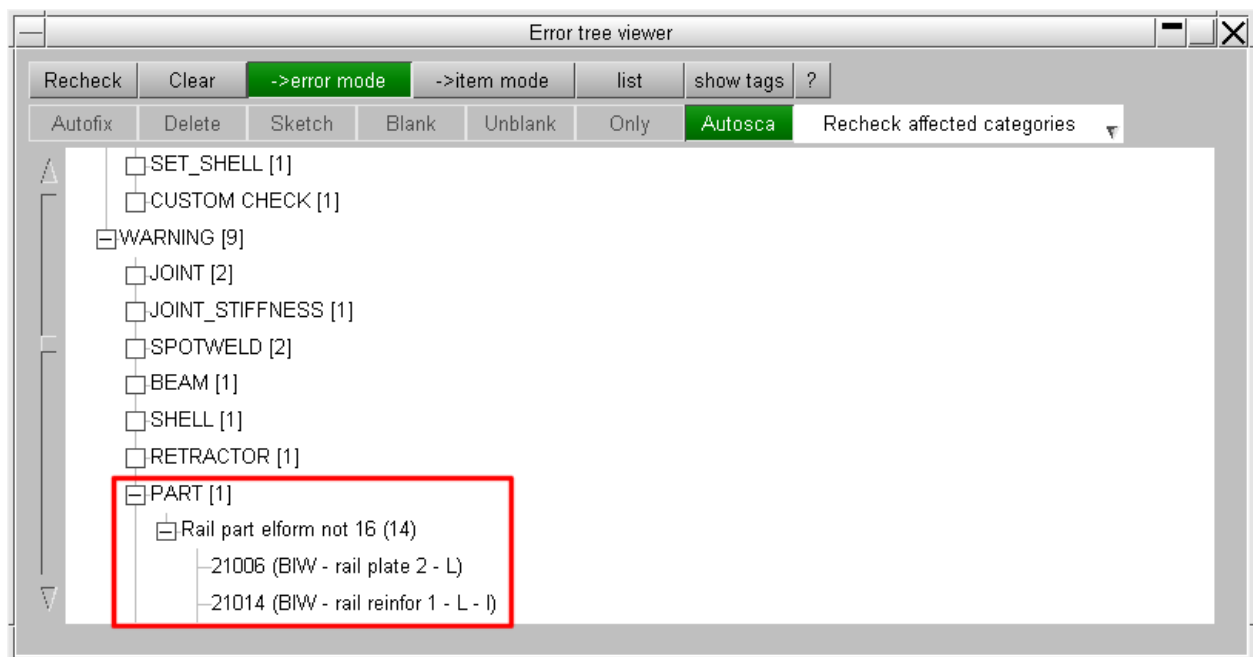 Error tree viewer
Recheck Clear ->error mode ->item mode list show tags ?
Autofix Delete Sketch Blank Unblank Only Autosca Recheck affected categories
SET_SHELL [1]
CUSTOM CHECK [1]
WARNING [9]
JOINT [2]
JOINT_STIFFNESS [1]
SPOTWELD [2]
BEAM [1]
SHELL [1]
RETRACTOR [1]
PART [1]
Rail part elform not 16 (14)
21006 (BIW - rail plate 2 - L)
21014 (BIW - rail reinfor 1 - L - I)